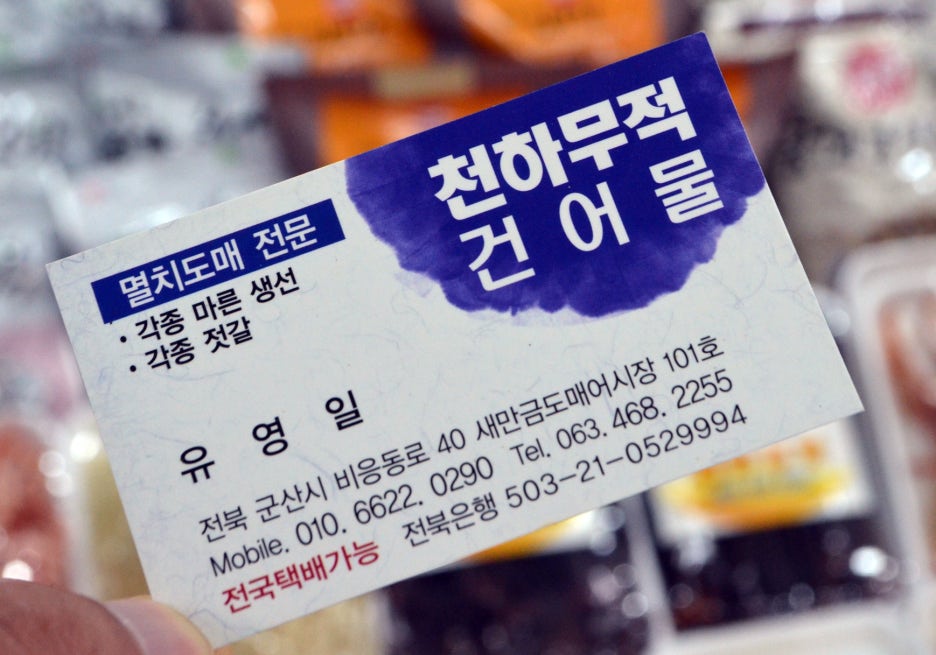 천하무적
건어물
멸치도매 전문
· 각종 마른 생선
· 각종 젓갈
유영일
전북 군산시 비응동로 40 새만금도매어시장 101호
Mobile. 010. 6622. 0290 Tel. 063. 468. 2255
전국택배가능 전북은행 503-21-0529994